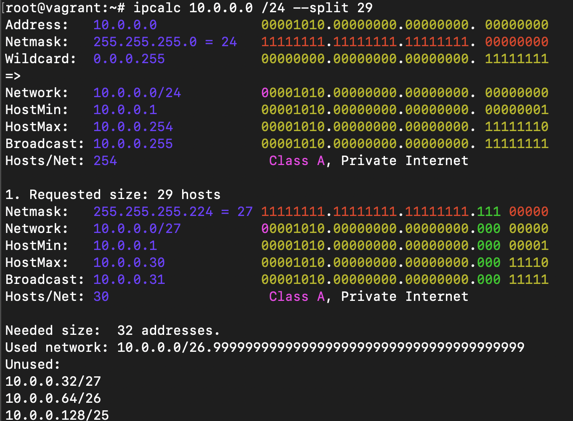 [root@vagrant:~# ipcalc 10.0.0.0 /24 --split 29
Address: 10.0.0.0 00001010.00000000.00000000. 00000000
Netmask: 255.255.255.0 = 24 11111111.11111111.11111111. 00000000
Wildcard: 0.0.0.255 00000000.00000000.00000000. 11111111
=>
Network: 10.0.0.0/24 00001010.00000000.00000000. 00000000
HostMin: 10.0.0.1 00001010.00000000.00000000. 00000001
HostMax: 10.0.0.254 00001010.00000000.00000000. 11111110
Broadcast: 10.0.0.255 00001010.00000000.00000000. 11111111
Hosts/Net: 254 Class A, Private Internet
1. Requested size: 29 hosts
Netmask: 255.255.255.224 = 27 11111111.11111111.11111111.111 00000
Network: 10.0.0.0/27 00001010.00000000.00000000.000 00000
HostMin: 10.0.0.1 00001010.00000000.00000000.000 00001
HostMax: 10.0.0.30 00001010.00000000.00000000.000 11110
Broadcast: 10.0.0.31 00001010.00000000.00000000.000 11111
Hosts/Net: 30 Class A, Private Internet
Needed size: 32 addresses.
Used network: 10.0.0.0/26.9999999999999999999999999999999999999
Unused:
10.0.0.32/27
10.0.0.64/26
10.0.0.128/25